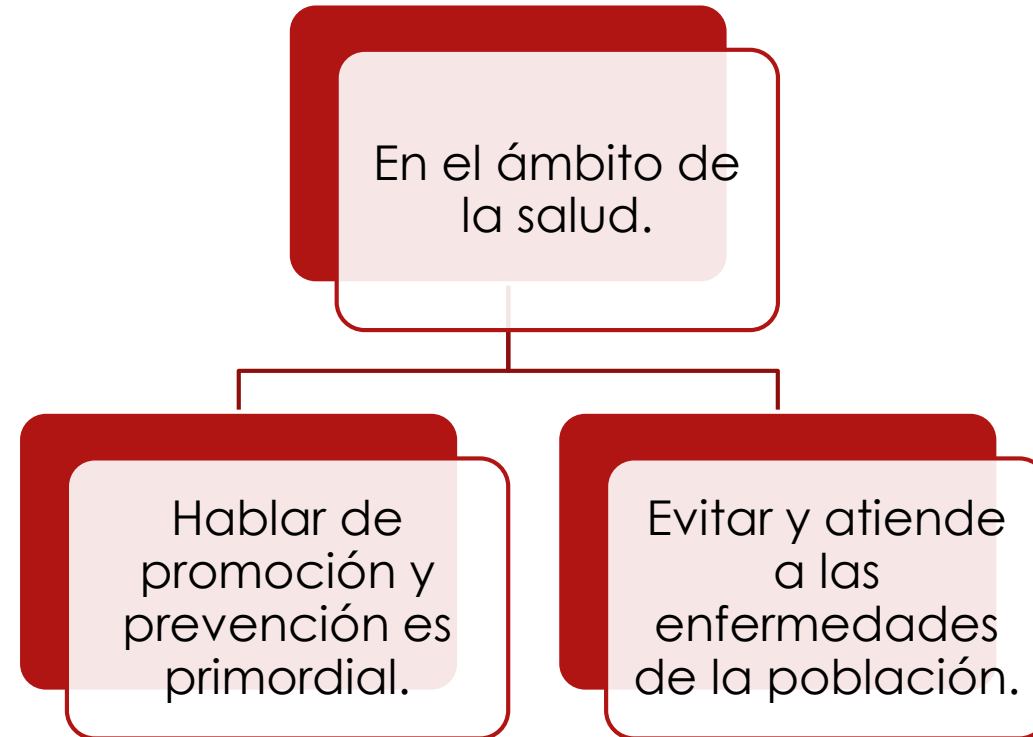 En el ámbito de
la salud.
Hablar de
promoción y
prevención es
primordial.
Evitar y atiende
a las
enfermedades
de la población.